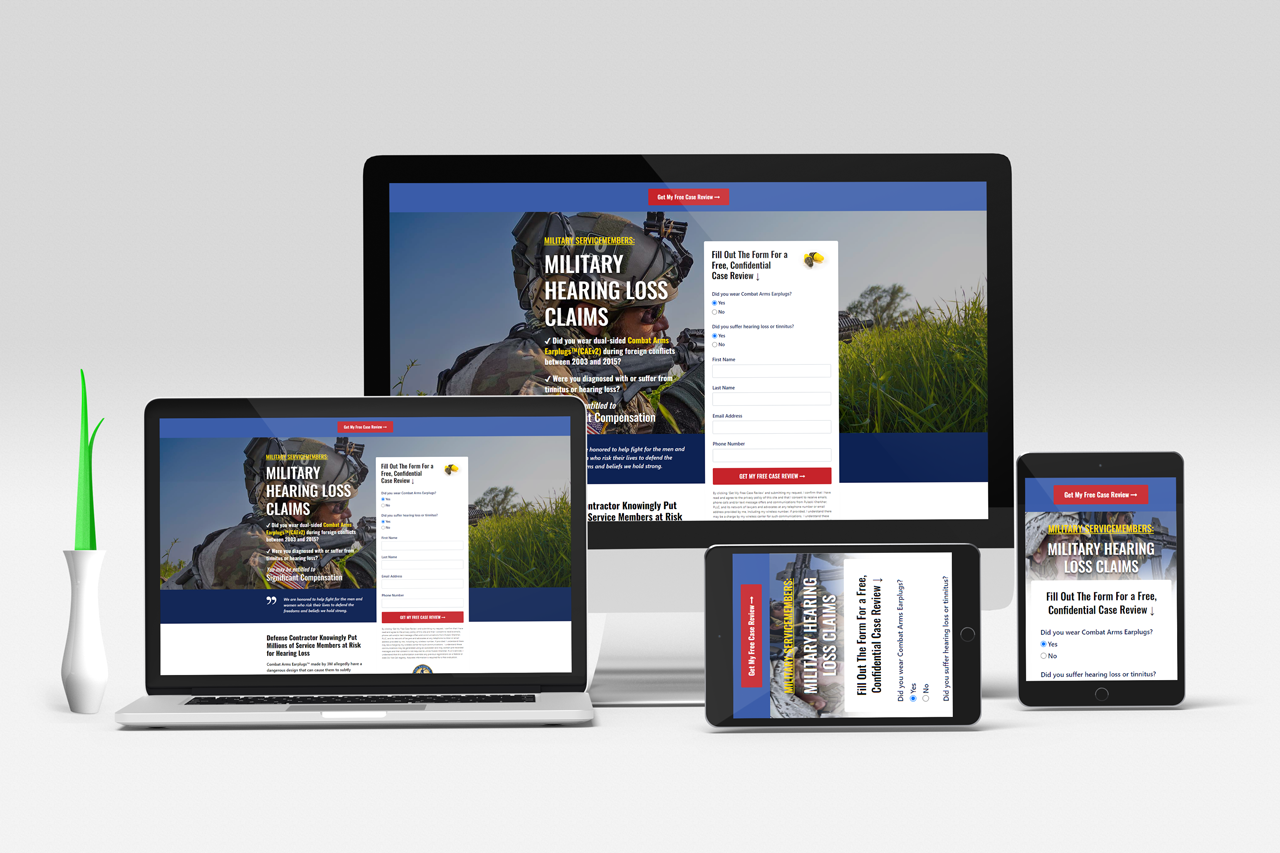 Get My Free Case Review →
MILITARY SERVICEMEMBERS:
MILITARY
HEARING LOSS
CLAIMS
✓ Did you wear dual-sided Combat Arms
Earplugs™(CAEv2) during foreign conflicts
between 2003 and 2015?
✓ Were you diagnosed with or suffer from
tinnitus or hearing loss?
entitled to
t Compensation
honored to help fight for the men and
who risk their lives to defend the
ms and beliefs we hold strong.
ontractor Knowingly Put
Service Members at Risk
Fill Out The Form For a
Free, Confidential
Case Review ↓
Did you wear Combat Arms Earplugs?
Yes
No
Did you suffer hearing loss or tinnitus?
Yes
No
First Name
Last Name
Email Address
Phone Number
GET MY FREE CASE REVIEW →
Get My Free Case Review →
MILITARY SERVICEMEMBERS:
MILITARY
HEARING LOSS
CLAIMS
✓ Did you wear dual-sided Combat Arms
Earplugs™(CAEv2) during foreign conflicts
between 2003 and 2015?
✓ Were you diagnosed with or suffer from
tinnitus or hearing loss?
You may be entitled to
Significant Compensation
We are honored to help fight for the men and
women who risk their lives to defend the
freedoms and beliefs we hold strong.
Defense Contractor Knowingly Put
Millions of Service Members at Risk
for Hearing Loss
Combat Arms Earplugs™ made by 3M allegedly have a
dangerous design that can cause them to subtly
Fill Out The Form For a
Free, Confidential
Case Review ↓
Did you wear Combat Arms Earplugs?
Yes
No
Did you suffer hearing loss or tinnitus?
Yes
No
First Name
Last Name
Email Address
Phone Number
GET MY FREE CASE REVIEW →
Get My Free Case Review →
MILITARY SERVICEMEMBERS:
MILITARY HEARING
LOSS CLAIMS
Fill Out The Form For a Free,
Confidential Case Review ↓
Did you wear Combat Arms Earplugs?
Yes
No
Did you suffer hearing loss or tinnitus?
Get My Free Case Review →
MILITARY SERVICEMEMBERS:
MILITARY HEARING
LOSS CLAIMS
Fill Out The Form For a Free,
Confidential Case Review ↓
Did you wear Combat Arms Earplugs?
Yes
No
Did you suffer hearing loss or tinnitus?